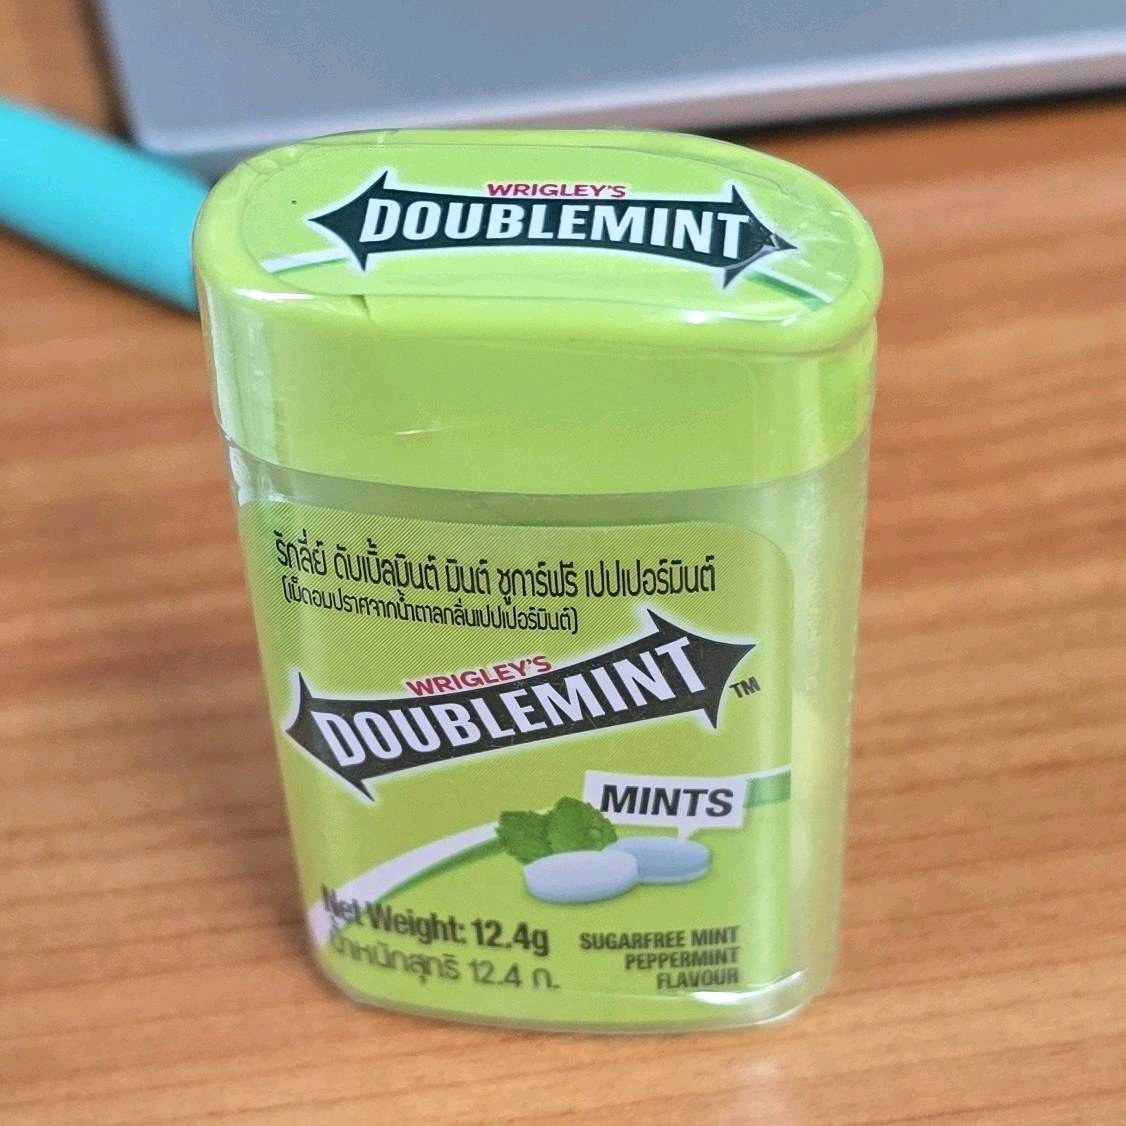 WRIGLEY'S
DOUBLEMINT
ริกลี่ย์ ดับเบิ้ลมินต์ มินต์ ชูการ์ฟรี เปปเปอร์มินต์
(เม็ดอมปราศจากน้ำตาลกลิ่นเปปเปอร์มินต์)
WRIGLEY'S
DOUBLEMINT TM
MINTS
Net Weight: 12.4g
น้ำหนักสุทธิ 12.4 ก.
SUGARFREE MINT
PEPPERMINT
FLAVOUR